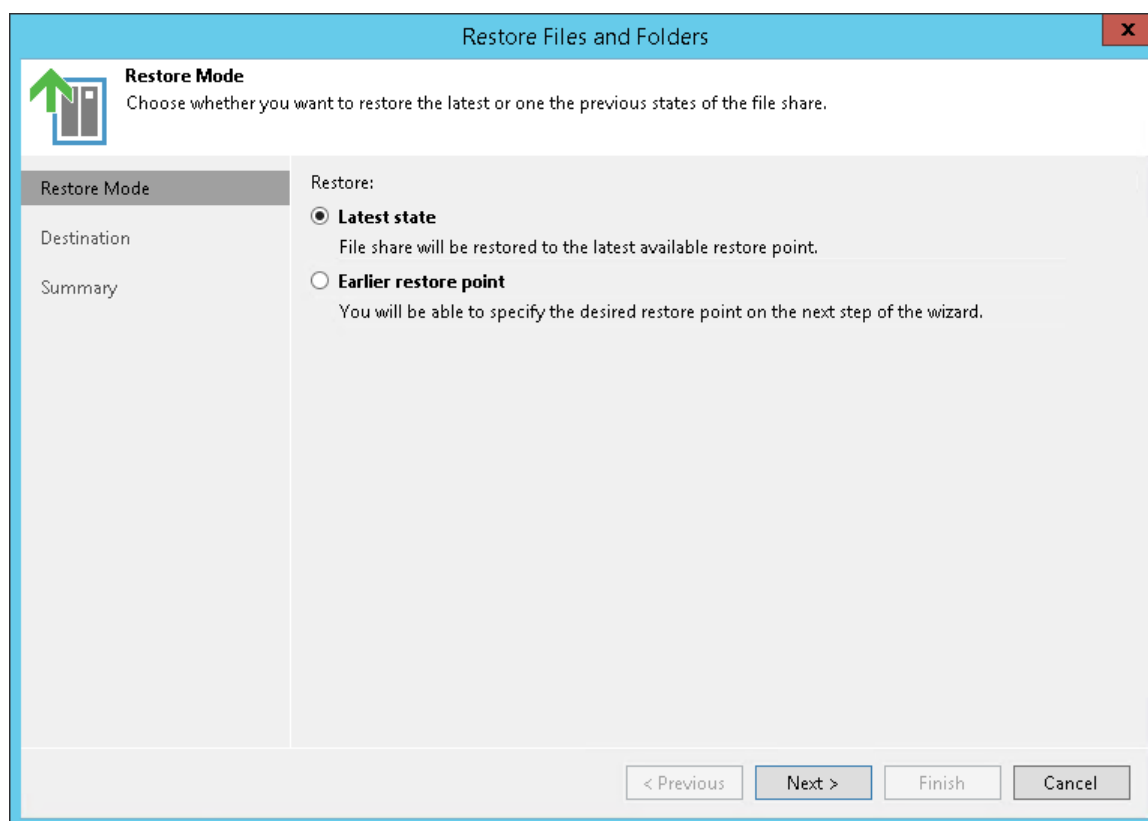 Restore Files and Folders
x
Restore Mode
Choose whether you want to restore the latest or one the previous states of the file share.
Restore Mode
Destination
Summary
Restore:
Latest state
File share will be restored to the latest available restore point.
Earlier restore point
You will be able to specify the desired restore point on the next step of the wizard.
< Previous
Next >
Finish
Cancel